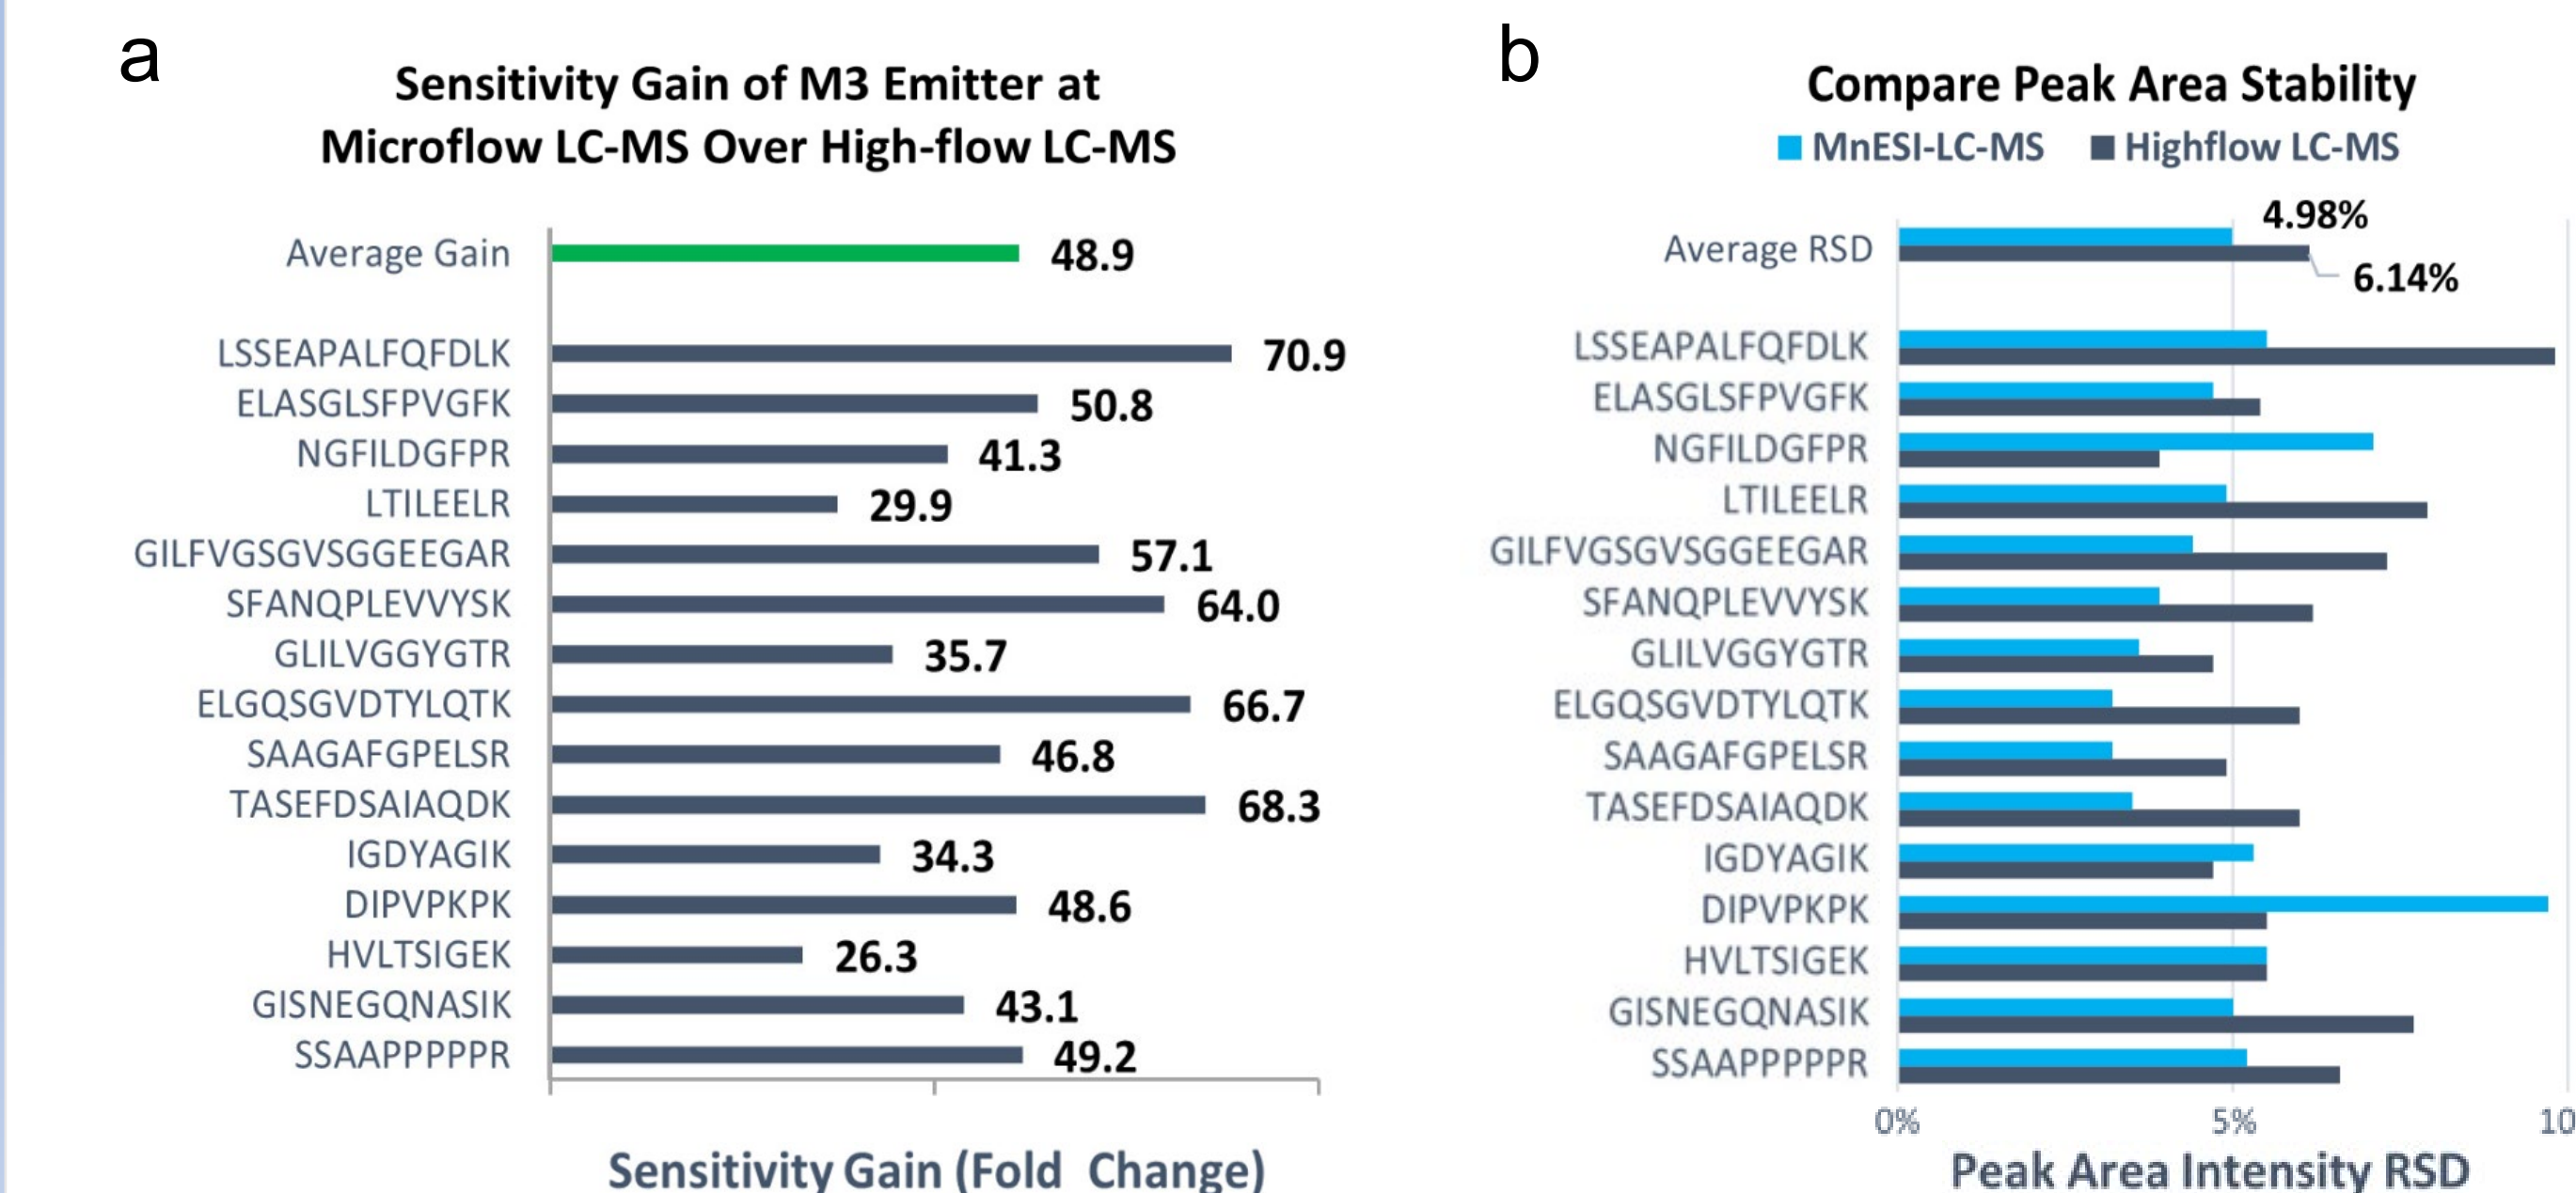 a
Sensitivity Gain of M3 Emitter at
Microflow LC-MS Over High-flow LC-MS
Average Gain 48.9
LSSEAPALFQFDLK 70.9
ELASGLSFPVGFK 50.8
NGFILDGFPR 41.3
LTILEELR 29.9
GILFVGSGVSGGEEGAR 57.1
SFANQPLEVVYSK 64.0
GLILVGGYGTR 35.7
ELGQSGVDTYLQTK 66.7
SAAGAFGPELSR 46.8
TASEFDSAIAQDK 68.3
IGDYAGIK 34.3
DIPVPKPK 48.6
HVLTSIGEK 26.3
GISNEGQNASIK 43.1
SSAAPPPPPR 49.2
Sensitivity Gain (Fold Change)
b
Compare Peak Area Stability
MnESI-LC-MS Highflow LC-MS
4.98%
Average RSD
6.14%
LSSEAPALFQFDLK
ELASGLSFPVGFK
NGFILDGFPR
LTILEELR
GILFVGSGVSGGEEGAR
SFANQPLEVVYSK
GLILVGGYGTR
ELGQSGVDTYLQTK
SAAGAFGPELSR
TASEFDSAIAQDK
IGDYAGIK
DIPVPKPK
HVLTSIGEK
GISNEGQNASIK
SSAAPPPPPR
0% 5% 10
Peak Area Intensity RSD